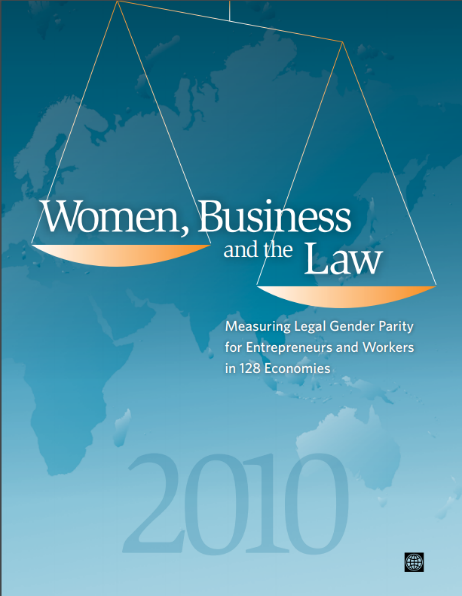 Women, Business
and the Law
Measuring Legal Gender Parity
for Entrepreneurs and Workers
in 128 Economies
2010